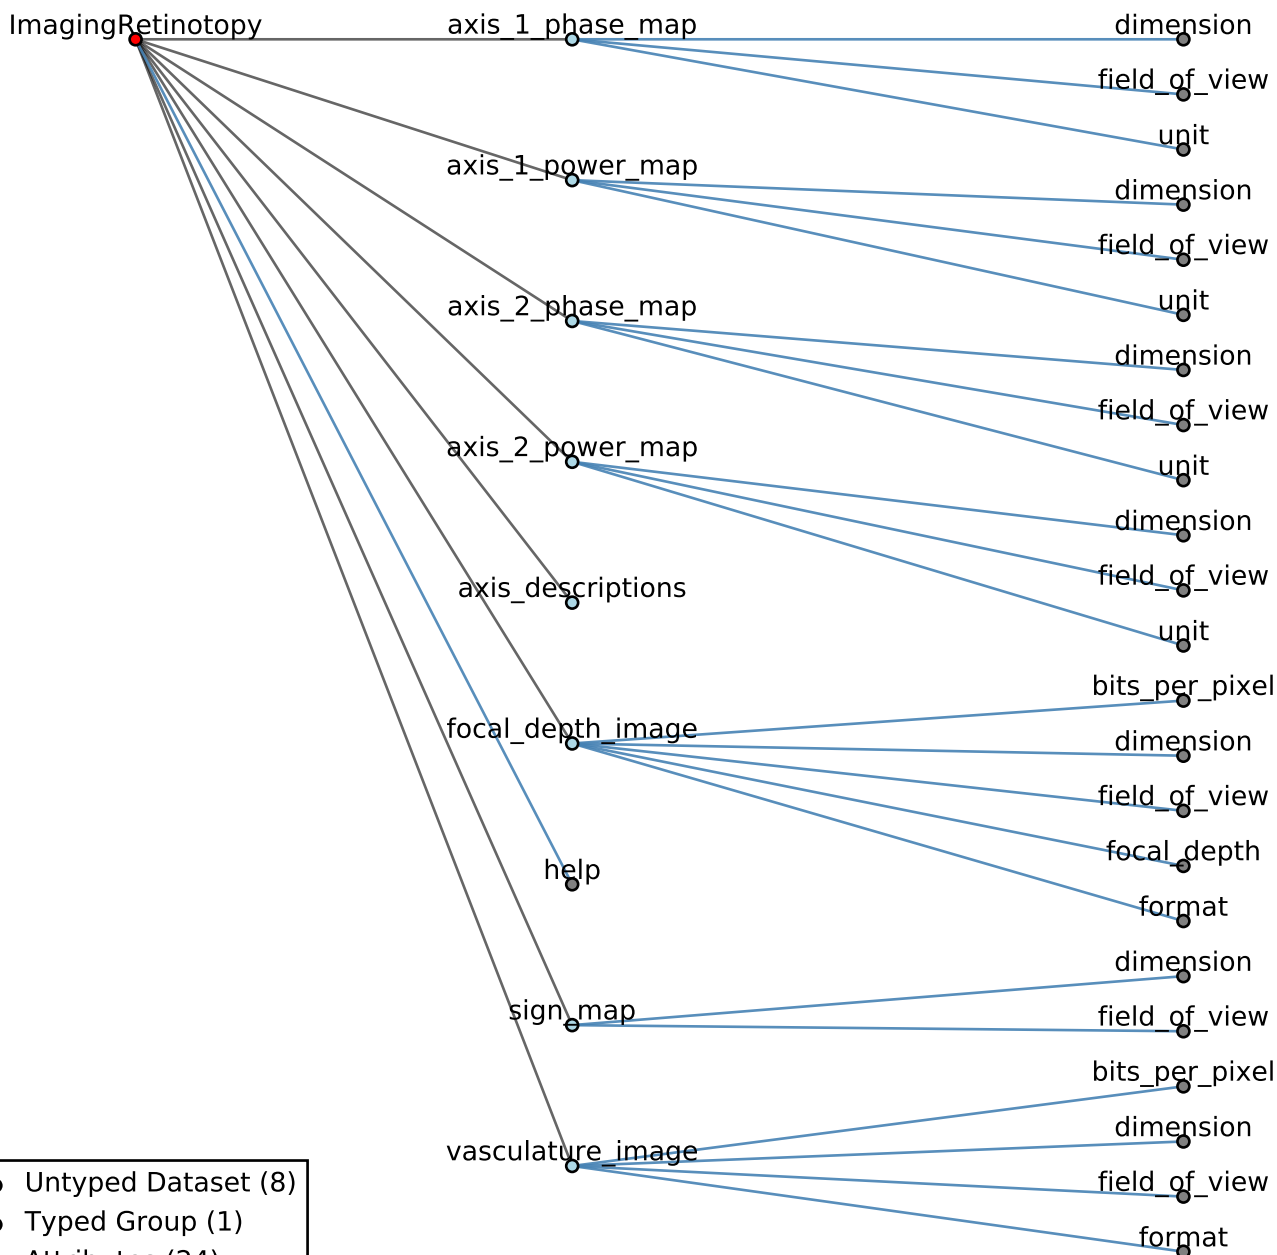 ImagingRetinotopy
axis_1_phase_map
dimension
field_of_view
unit
axis_1_power_map
dimension
field_of_view
unit
axis_2_phase_map
dimension
field_of_view
unit
axis_2_power_map
dimension
field_of_view
unit
axis_descriptions
bits_per_pixel
focal_depth_image
dimension
field_of_view
focal_depth
help
format
dimension
sign_map
field_of_view
bits_per_pixel
dimension
vasculature_image
field_of_view
format
Untyped Dataset (8)
Typed Group (1)
Attributes (24)